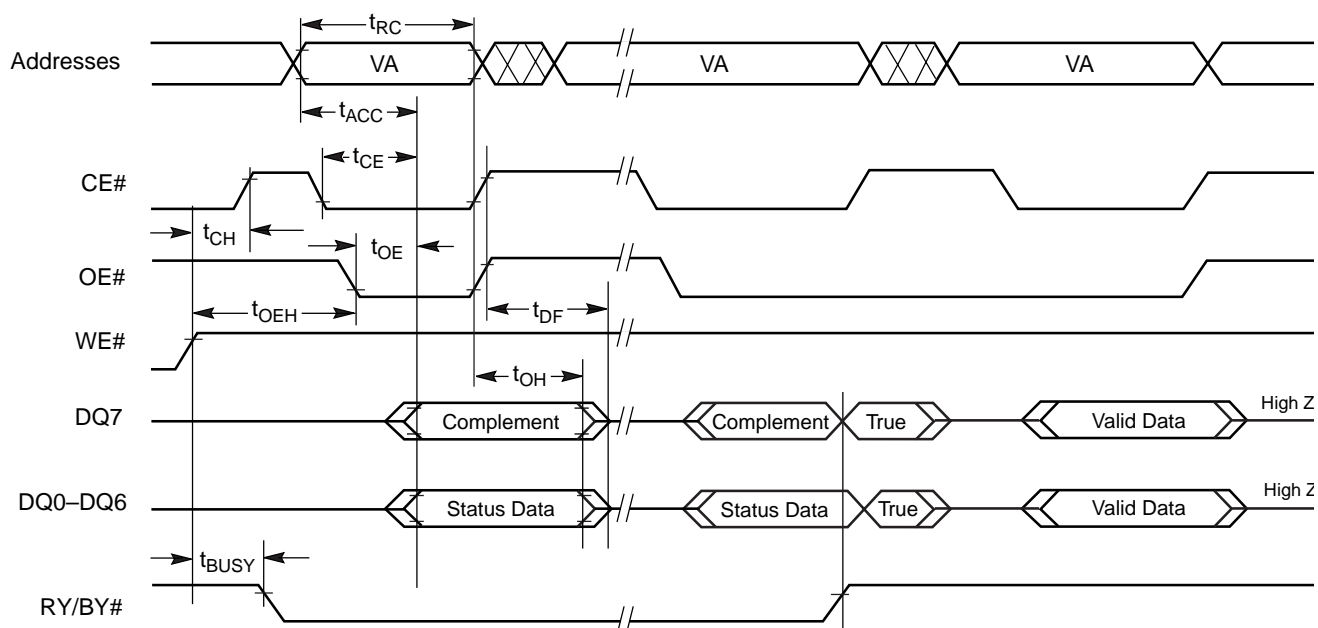 tRC
Addresses VA VA VA
tACC
tCE
CE#
tCH
tOE
OE#
tOEH
tDF
WE#
tOH
DQ7 Complement Complement True Valid Data High Z
DQ0–DQ6 Status Data Status Data True Valid Data High Z
tBUSY
RY/BY#